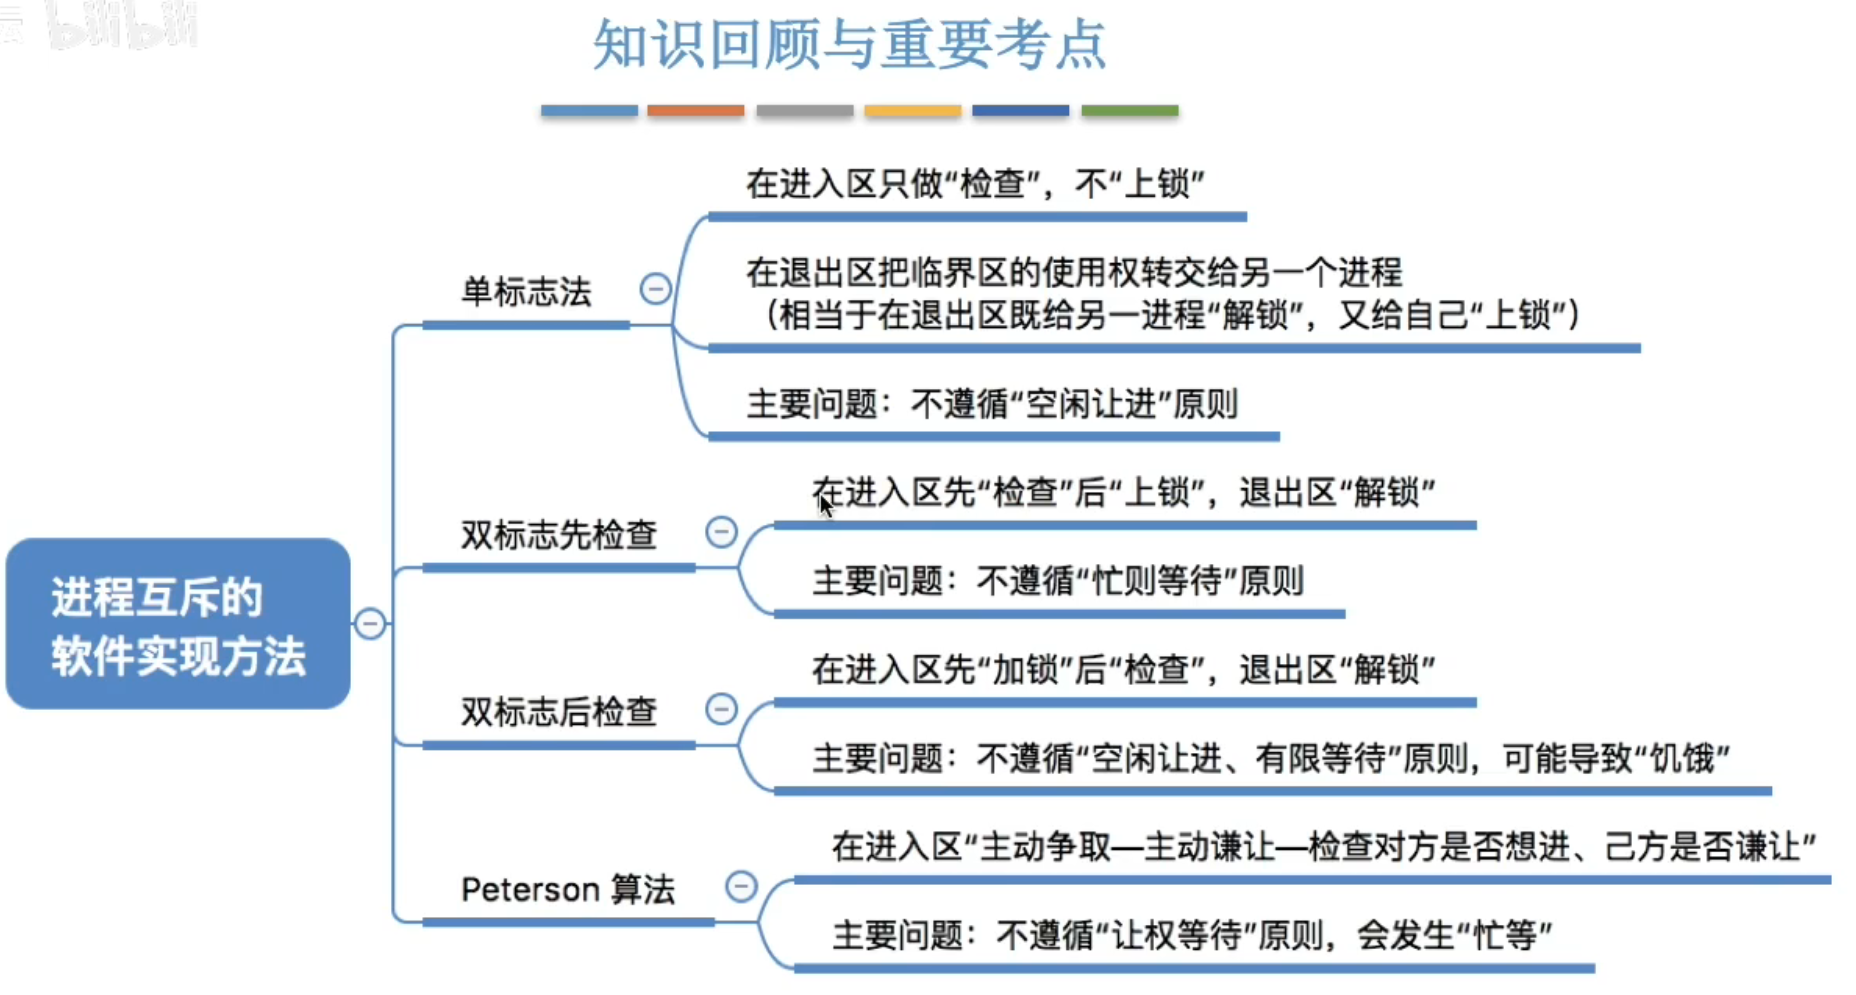 bilibili
知识回顾与重要考点
在进入区只做“检查”，不“上锁”
在退出区把临界区的使用权转交给另一个进程
（相当于在退出区既给另一进程“解锁”，又给自己“上锁”）
单标志法
主要问题：不遵循“空闲让进”原则
在进入区先“检查”后“上锁”，退出区“解锁”
双标志先检查
主要问题：不遵循“忙则等待”原则
进程互斥的
软件实现方法
在进入区先“加锁”后“检查”，退出区“解锁”
双标志后检查
主要问题：不遵循“空闲让进、有限等待”原则，可能导致“饥饿”
在进入区“主动争取—主动谦让—检查对方是否想进、己方是否谦让”
Peterson 算法
主要问题：不遵循“让权等待”原则，会发生“忙等”